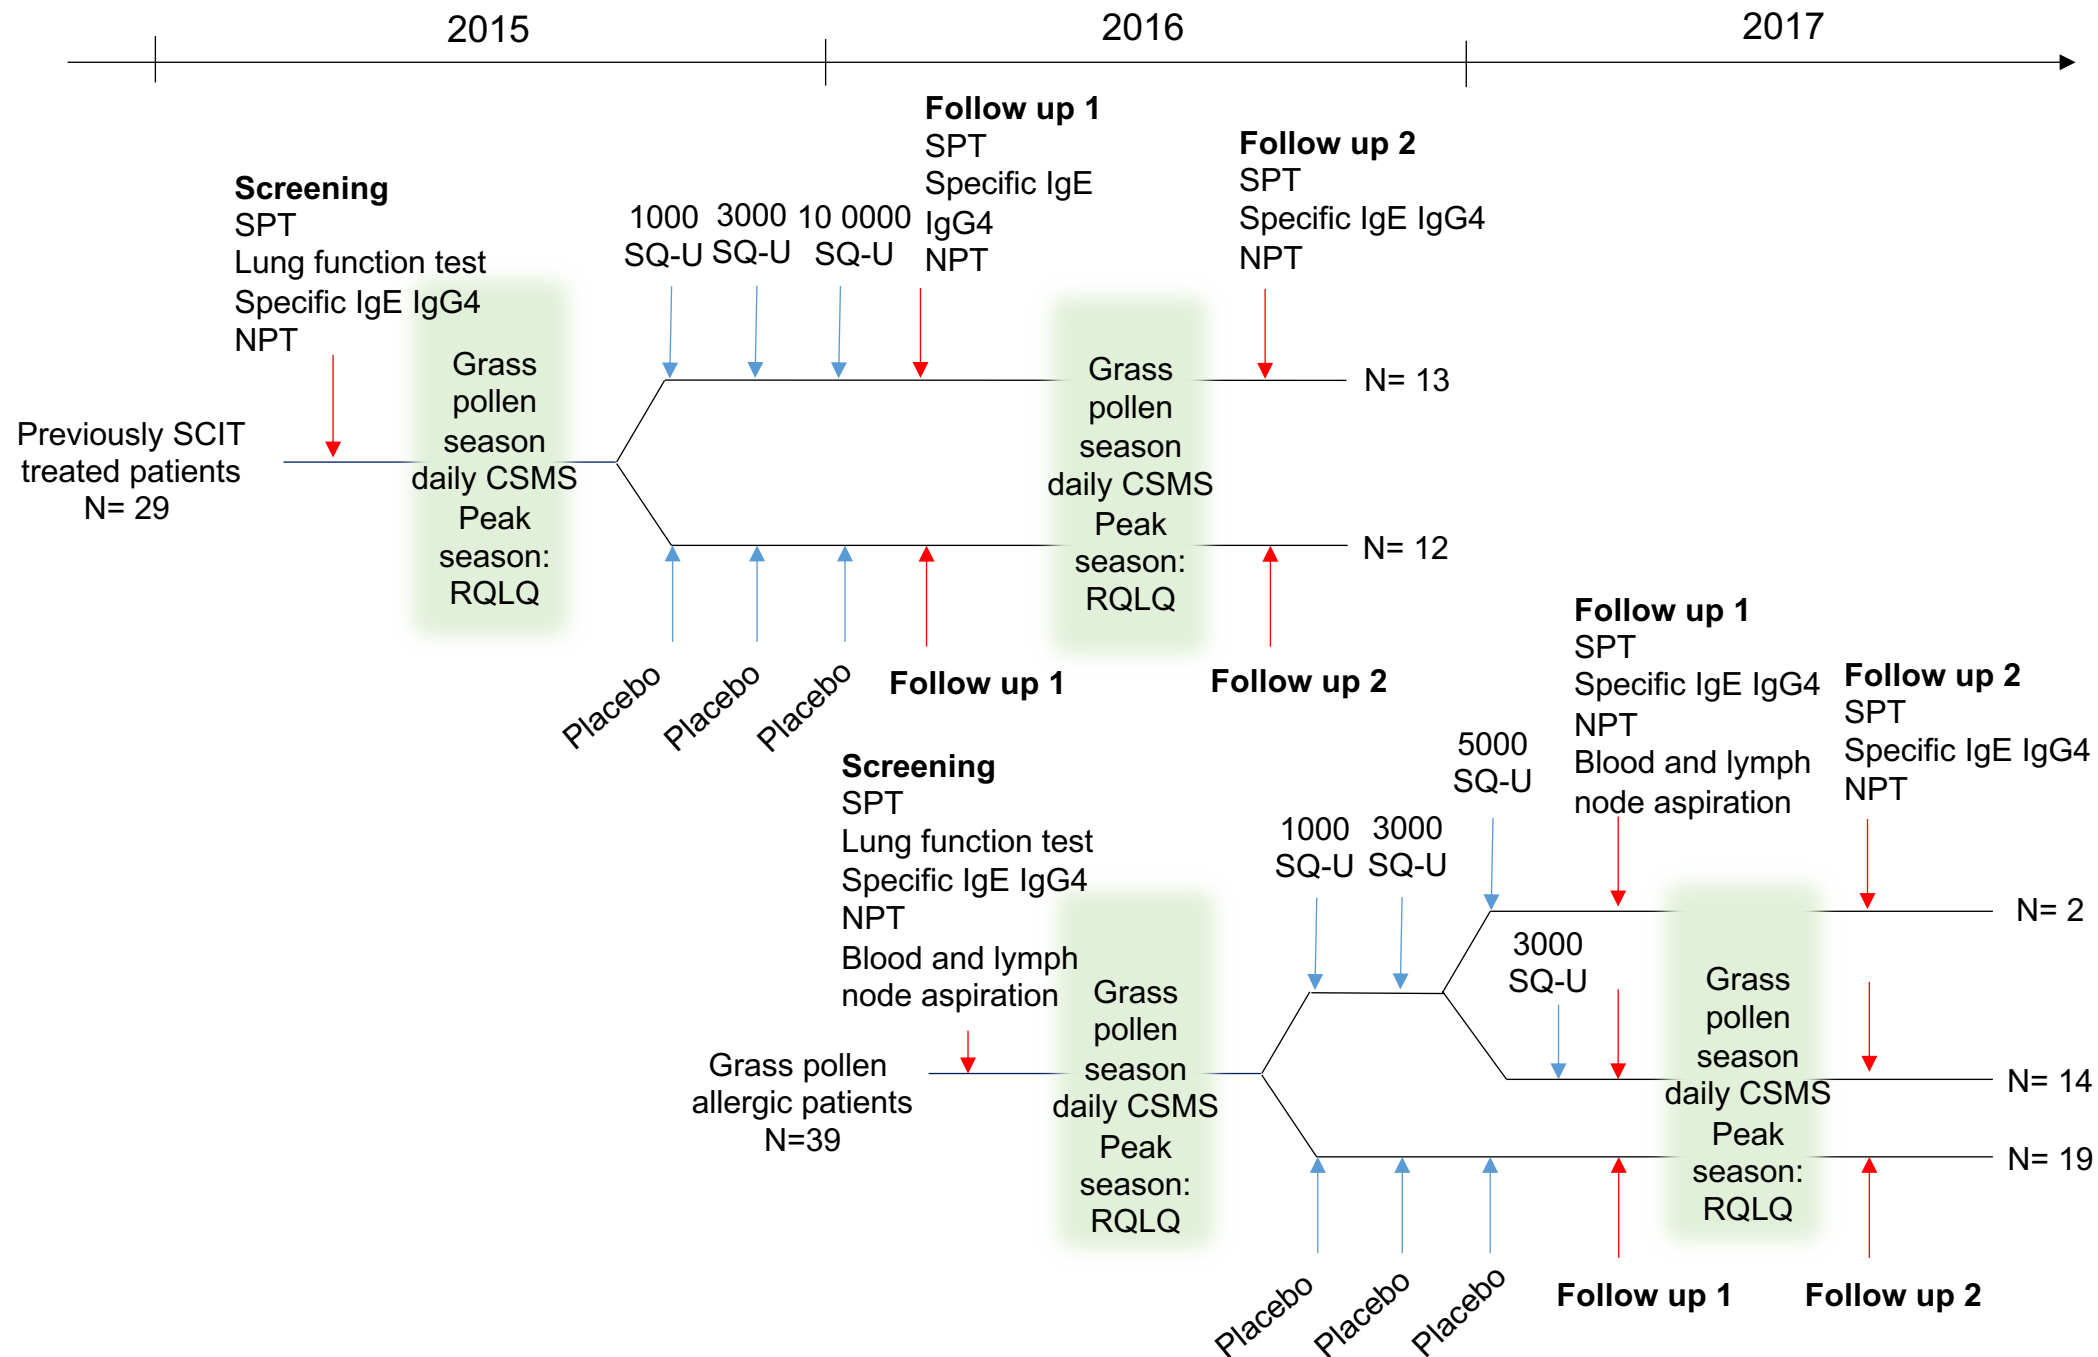 2015
2016
2017
Follow up 1
SPT
Specific IgE
IgG4
NPT
Follow up 2
SPT
Specific IgE IgG4
NPT
Screening
SPT
Lung function test
Specific IgE IgG4
NPT
1000
SQ-U
3000
SQ-U
10 0000
SQ-U
Grass
pollen
season
daily CSMS
Peak
season:
RQLQ
Grass
pollen
season
daily CSMS
Peak
season:
RQLQ
N= 13
Previously SCIT
treated patients
N= 29
N= 12
Placebo
Placebo
Placebo
Follow up 1
Follow up 2
Follow up 1
SPT
Specific IgE IgG4
NPT
Blood and lymph
node aspiration
Follow up 2
SPT
Specific IgE IgG4
NPT
Screening
SPT
Lung function test
Specific IgE IgG4
NPT
Blood and lymph
node aspiration
1000
SQ-U
3000
SQ-U
5000
SQ-U
3000
SQ-U
N= 2
Grass pollen
allergic patients
N=39
Grass
pollen
season
daily CSMS
Peak
season:
RQLQ
Grass
pollen
season
daily CSMS
Peak
season:
RQLQ
N= 14
N= 19
Placebo
Placebo
Placebo
Follow up 1
Follow up 2